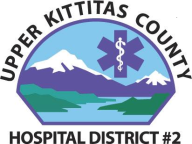 UPPER KITTITAS COUNTY
HOSPITAL DISTRICT #2